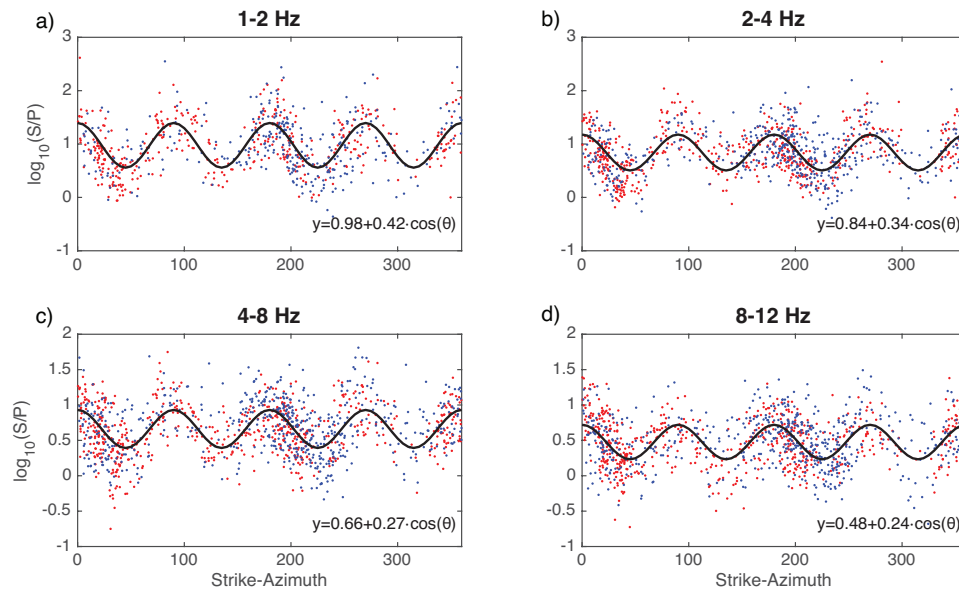 a)
1-2 Hz
3
2
1
0
-1
log10(S/P)
0
100
200
300
y=0.98+0.42·cos(θ)
b)
2-4 Hz
3
2
1
0
-1
0
100
200
300
y=0.84+0.34·cos(θ)
c)
4-8 Hz
2
1.5
1
0.5
0
-0.5
-1
log10(S/P)
0
100
200
300
y=0.66+0.27·cos(θ)
Strike-Azimuth
d)
8-12 Hz
2
1.5
1
0.5
0
-0.5
-1
0
100
200
300
y=0.48+0.24·cos(θ)
Strike-Azimuth